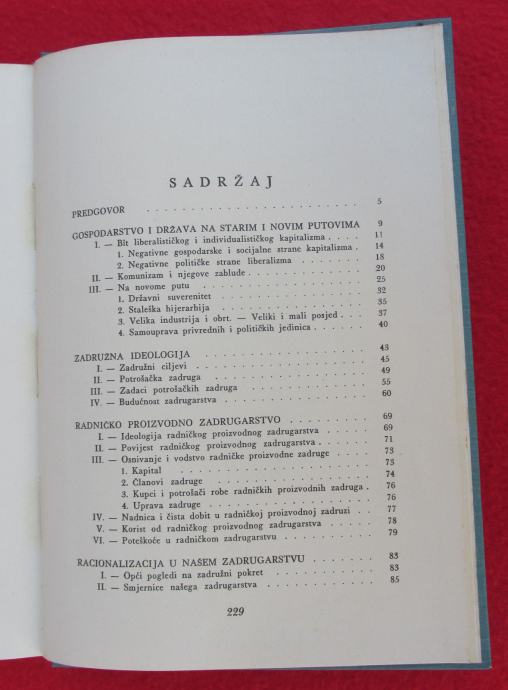 SADRŽAJ
PREDGOVOR . . . . . . . . . . . . . . . . . . . . . . . 5
GOSPODARSTVO I DRŽAVA NA STARIM I NOVIM PUTOVIMA 9
I. — Bit liberalističkog i individualističkog kapitalizma . . . . 11
1. Negativne gospodarske i socijalne strane kapitalizma . 14
2. Negativne političke strane liberalizma . . . . . . 18
II. — Komunizam i njegove zablude . . . . . . . . . . . 20
III. — Na novome putu . . . . . . . . . . . . . . . 25
1. Državni suverenitet . . . . . . . . . . . . . 32
2. Staleška hijerarhija . . . . . . . . . . . . . 35
3. Velika industrija i obrt. — Veliki i mali posjed . . . 37
4. Samouprava privrednih i političkih jedinica . . . . 40
ZADRUŽNA IDEOLOGIJA . . . . . . . . . . . . . . . . 43
I. — Zadružni ciljevi . . . . . . . . . . . . . . . . 45
II. — Potrošačka zadruga . . . . . . . . . . . . . . 49
III. — Zadaci potrošačkih zadruga . . . . . . . . . . 55
IV. — Budućnost zadrugarstva . . . . . . . . . . . . 60
RADNIČKO PROIZVODNO ZADRUGARSTVO . . . . . . . . 69
I. — Ideologija radničkog proizvodnog zadrugarstva . . . . 69
II. — Povijest radničkog proizvodnog zadrugarstva . . . . . 71
III. — Osnivanje i vodstvo radničke proizvodne zadruge . . . 73
1. Kapital . . . . . . . . . . . . . . . . . 73
2. Članovi zadruge . . . . . . . . . . . . . . 74
3. Kupci i potrošači robe radničkih proizvodnih zadruga . 76
4. Uprava zadruge . . . . . . . . . . . . . . 76
IV. — Nadnica i čista dobit u radničkoj proizvodnoj zadruzi . . 77
V. — Korist od radničkog proizvodnog zadrugarstva . . . . 78
VI. — Poteškoće u radničkom zadrugarstvu . . . . . . . . 79
RACIONALIZACIJA U NAŠEM ZADRUGARSTVU . . . . . . 83
I. — Opći pogledi na zadružni pokret . . . . . . . . . 83
II. — Smjernice našega zadrugarstva . . . . . . . . . . 85
229